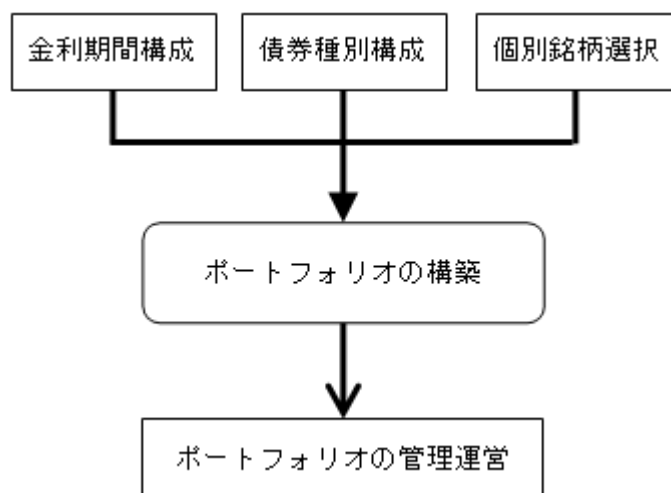 金利期間構成
債券種別構成
個別銘柄選択
ポートフォリオの構築
ポートフォリオの管理運営